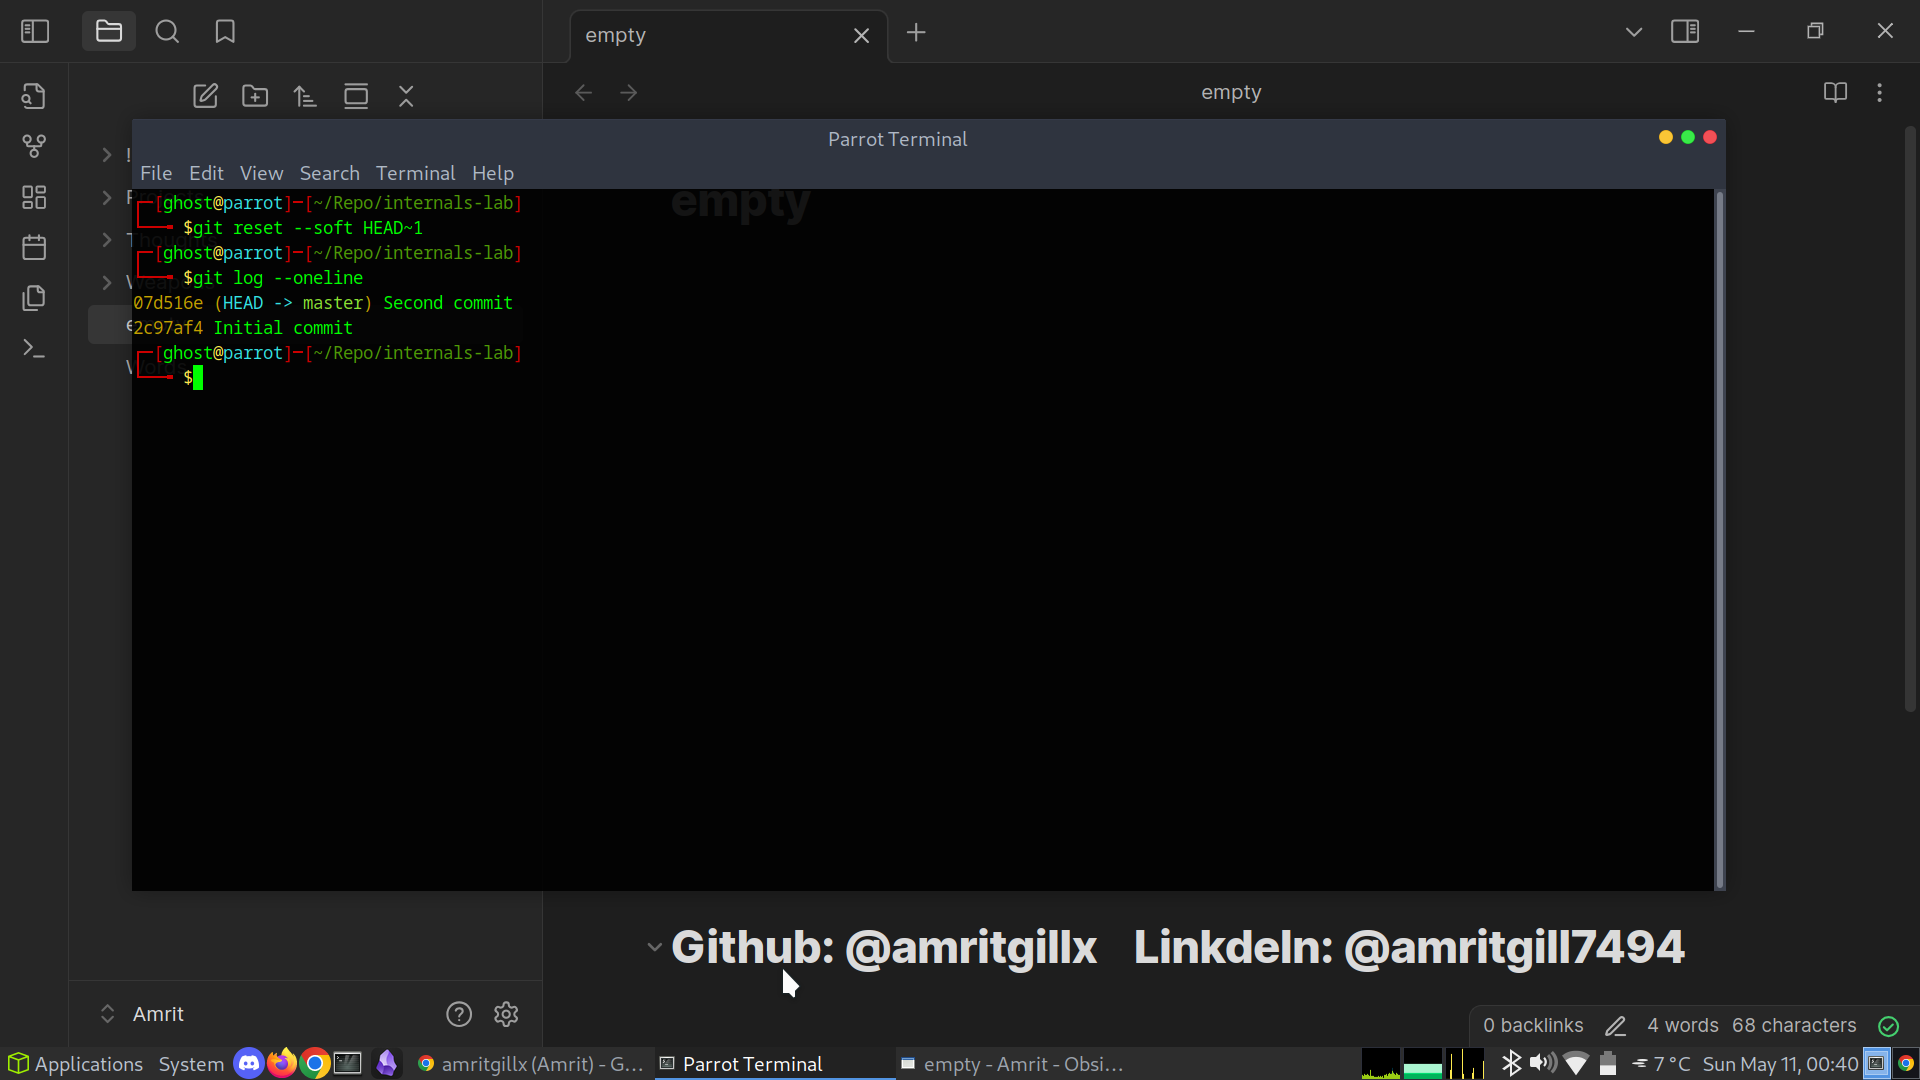 empty
empty
Parrot Terminal
File Edit View Search Terminal Help
empty
[ghost@parrot]─[~/Repo/internals-lab]
$git reset --soft HEAD~1
[ghost@parrot]─[~/Repo/internals-lab]
$git log --oneline
07d516e (HEAD -> master) Second commit
2c97af4 Initial commit
[ghost@parrot]─[~/Repo/internals-lab]
$
Github: @amritgillx Linkdeln: @amritgill7494
Amrit
0 backlinks 4 words 68 characters
Applications System amritgillx (Amrit) - G... Parrot Terminal empty - Amrit - Obsi... 7 °C Sun May 11, 00:40